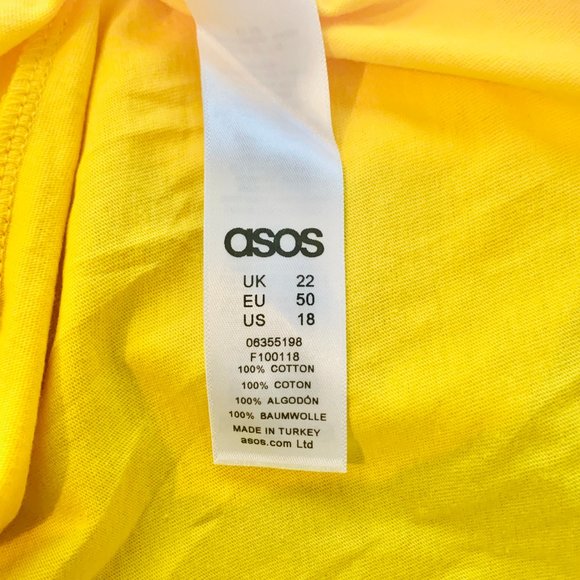 asos
UK 22
EU 50
US 18
06355198
F100118
100% COTTON
100% COTON
100% ALGODÓN
100% BAUMWOLLE
MADE IN TURKEY
asos.com Ltd